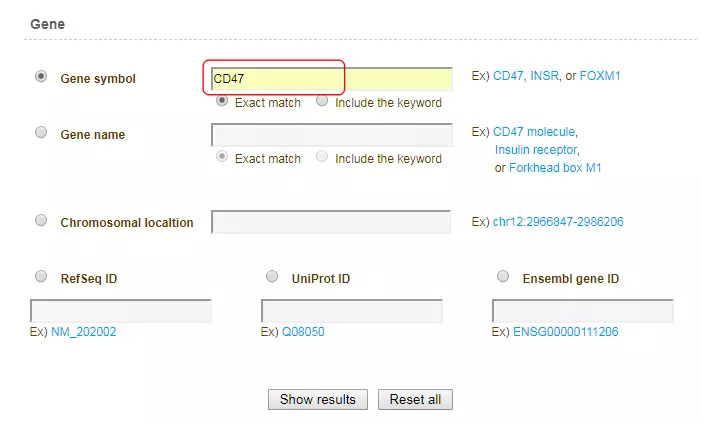 Gene
Gene symbol CD47 Ex) CD47, INSR, or FOXM1
Exact match Include the keyword
Gene name Ex) CD47 molecule,
Insulin receptor,
Exact match Include the keyword or Forkhead box M1
Chromosomal localtion Ex) chr12:2966847-2986206
RefSeq ID UniProt ID Ensembl gene ID
Ex) NM_202002 Ex) Q08050 Ex) ENSG00000111206
Show results Reset all